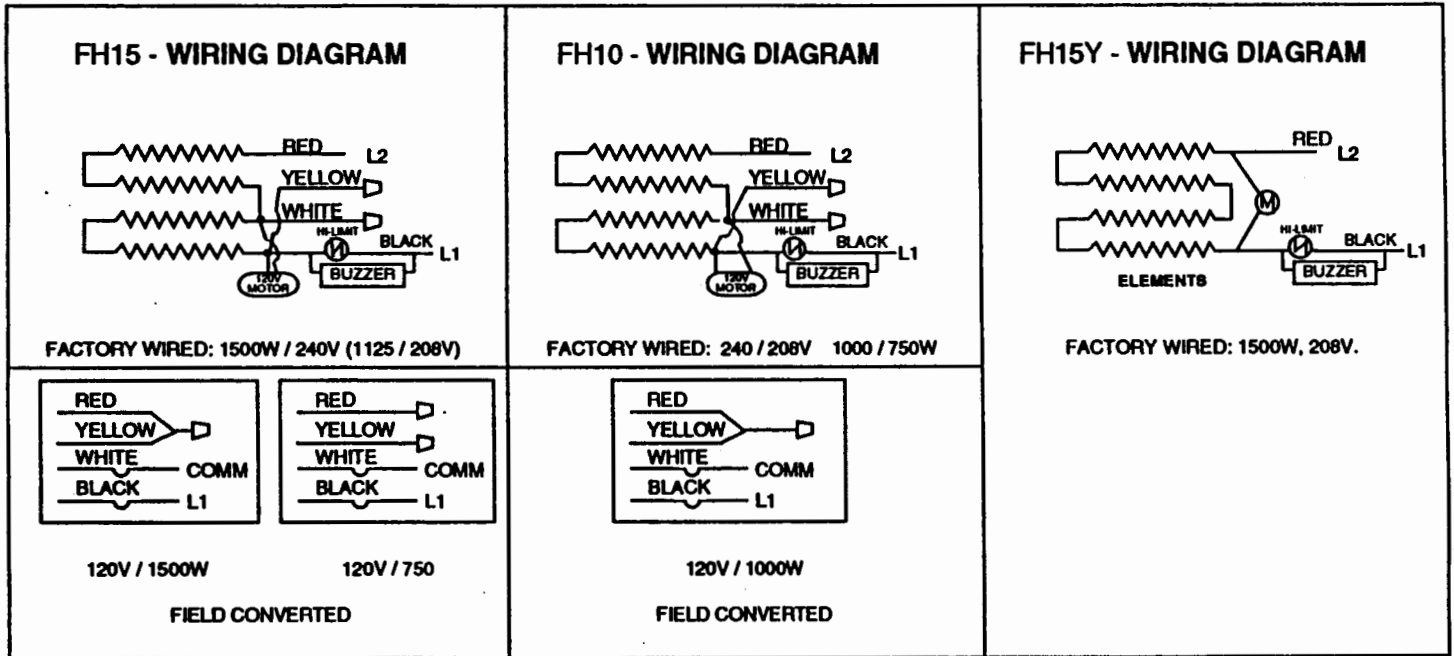 FH15 - WIRING DIAGRAM
RED
L2
YELLOW
WHITE
HI-LIMIT
BLACK
L1
BUZZER
120V
MOTOR
FACTORY WIRED: 1500W / 240V (1125 / 208V)
RED
YELLOW
WHITE
COMM
BLACK
L1
120V / 1500W
RED
YELLOW
WHITE
COMM
BLACK
L1
120V / 750
FIELD CONVERTED
FH10 - WIRING DIAGRAM
RED
L2
YELLOW
WHITE
HI-LIMIT
BLACK
L1
BUZZER
120V
MOTOR
FACTORY WIRED: 240 / 208V 1000 / 750W
RED
YELLOW
WHITE
COMM
BLACK
L1
120V / 1000W
FIELD CONVERTED
FH15Y - WIRING DIAGRAM
RED
L2
M
HI-LIMIT
BLACK
L1
BUZZER
ELEMENTS
FACTORY WIRED: 1500W, 208V.